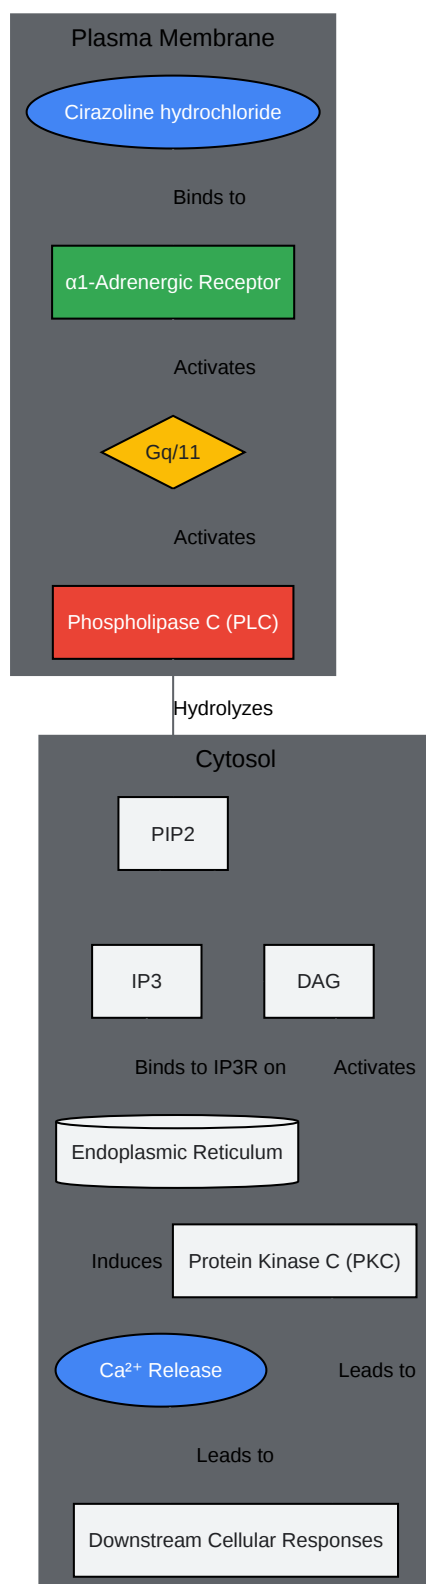 Plasma Membrane
Cirazoline hydrochloride
Binds to
α1-Adrenergic Receptor
Activates
Gq/11
Activates
Phospholipase C (PLC)
Hydrolyzes
Cytosol
PIP2
IP3
DAG
Binds to IP3R on
Activates
Endoplasmic Reticulum
Induces
Protein Kinase C (PKC)
Ca²⁺ Release
Leads to
Leads to
Downstream Cellular Responses